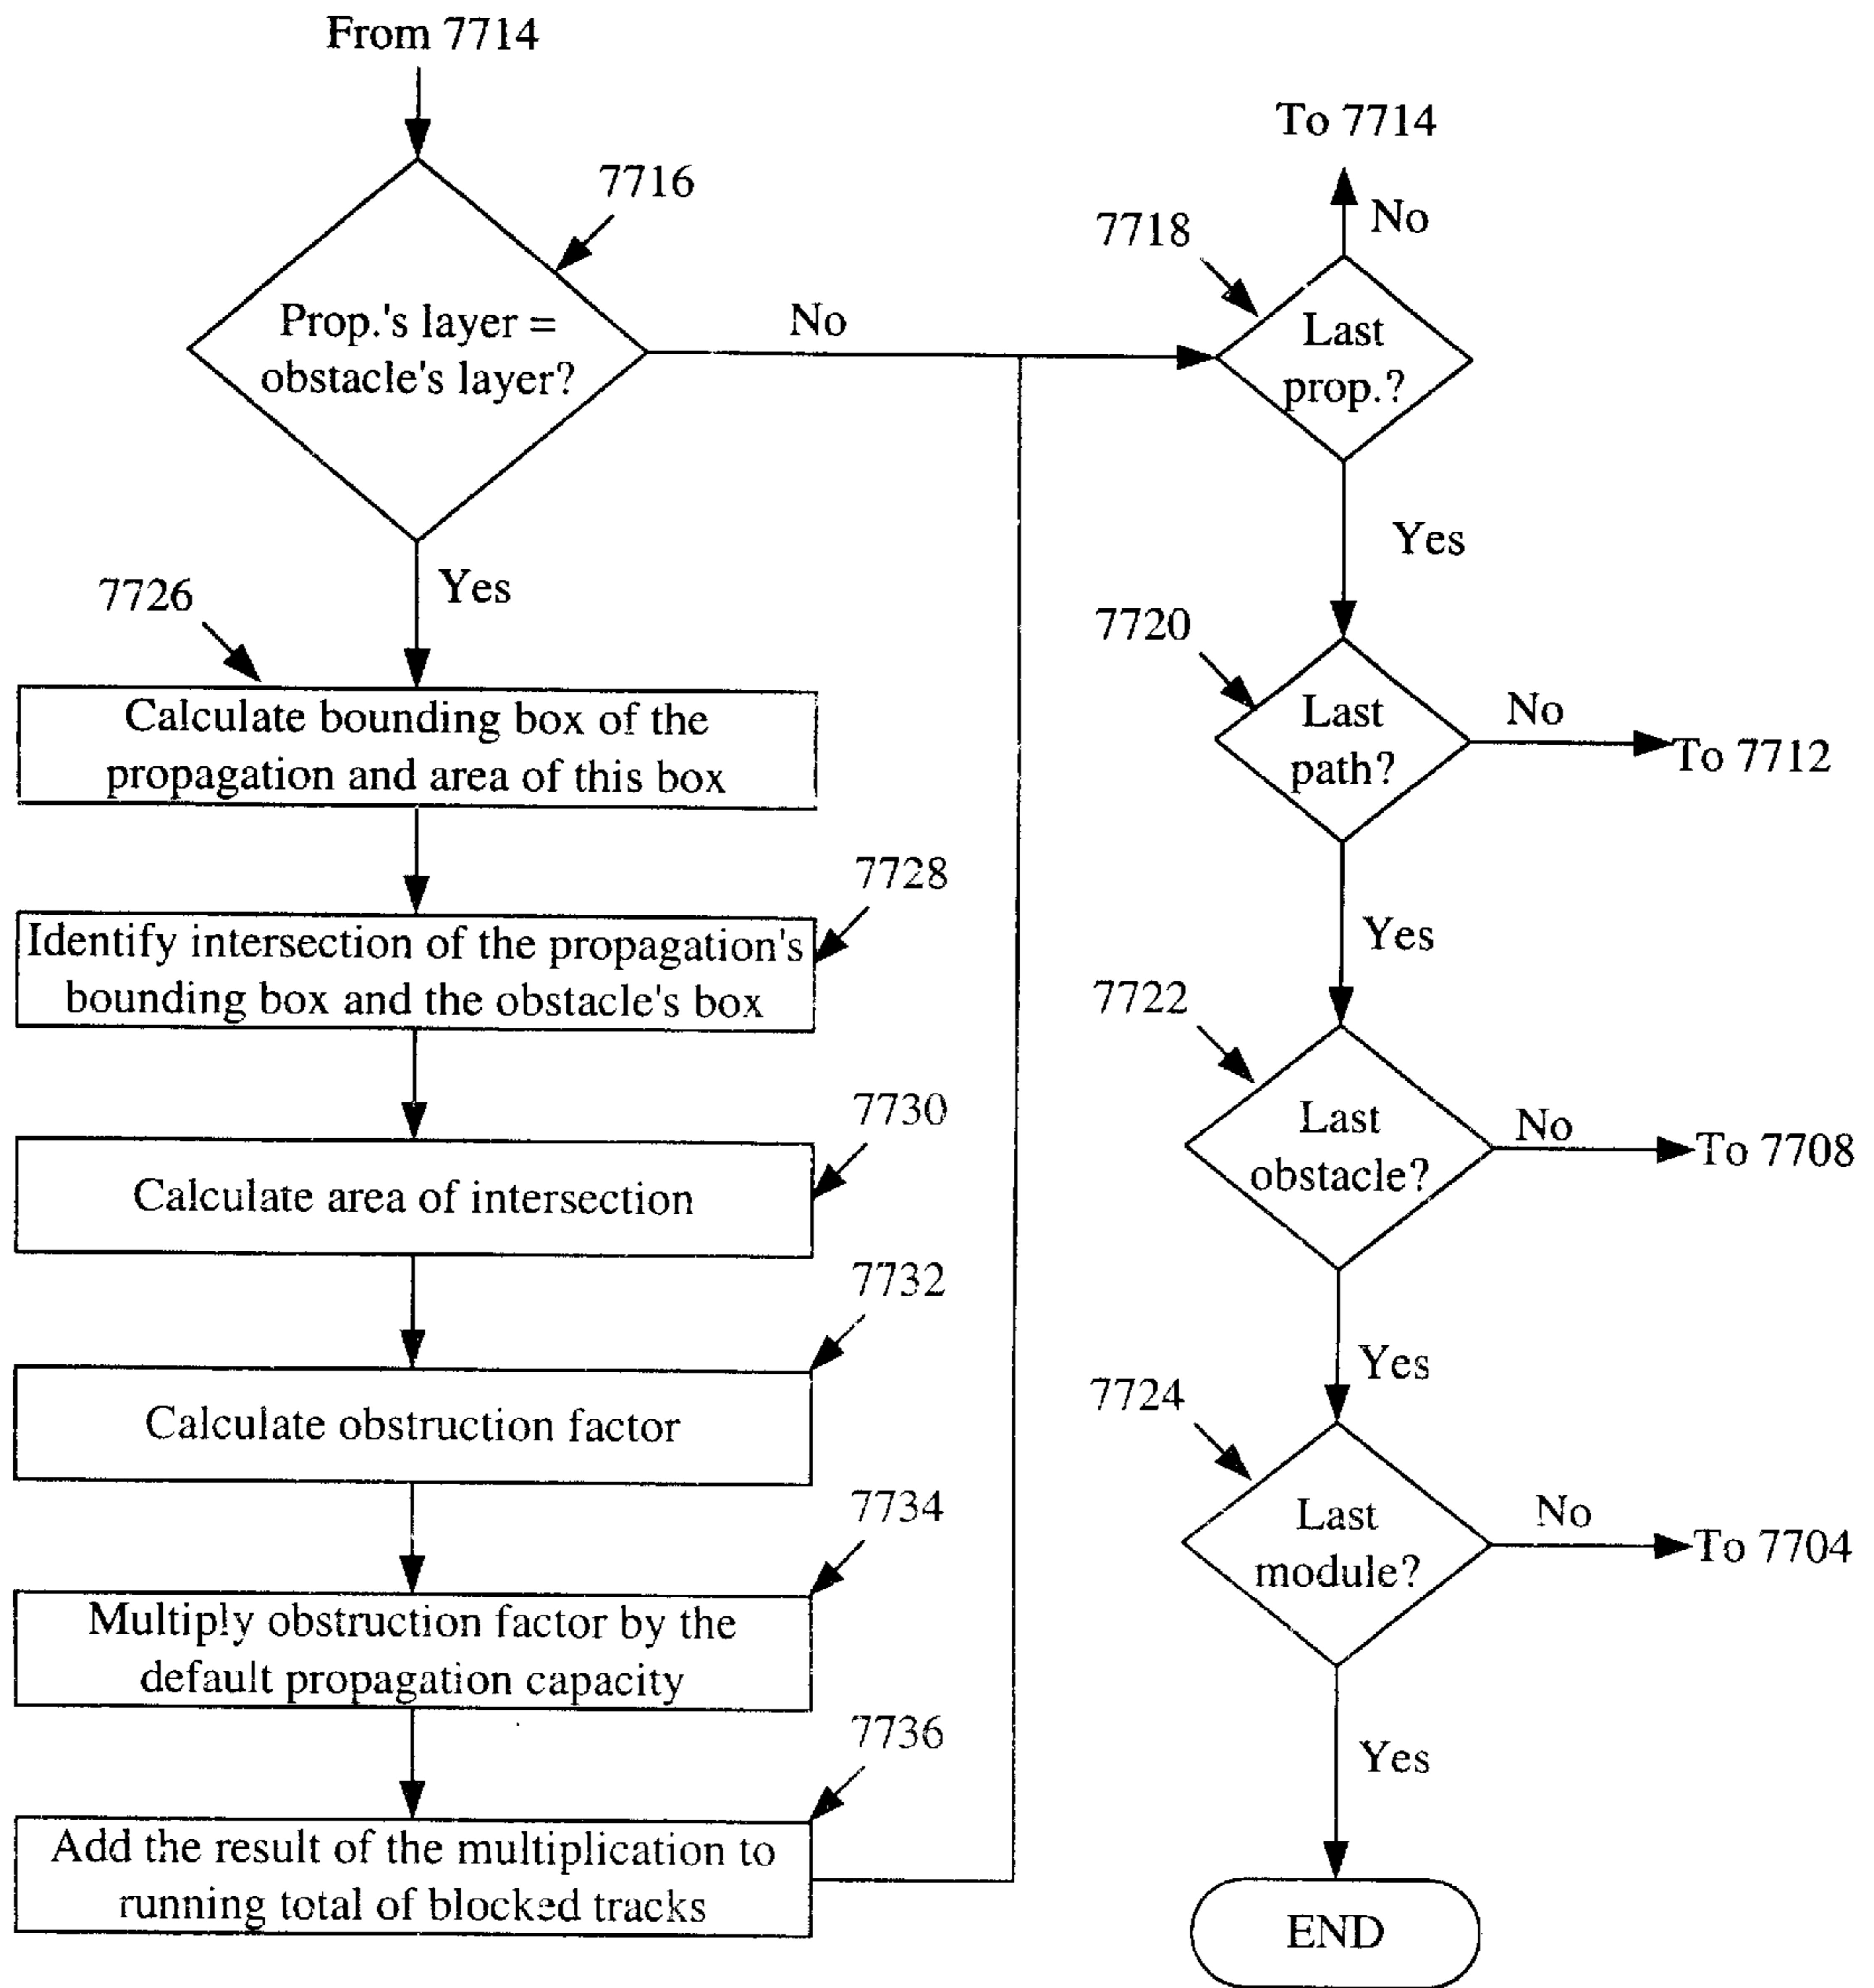 From 7714
7716
Prop.'s layer =
obstacle's layer?
No
Yes
7726
Calculate bounding box of the
propagation and area of this box
7728
Identify intersection of the propagation's
bounding box and the obstacle's box
7730
Calculate area of intersection
7732
Calculate obstruction factor
7734
Multiply obstruction factor by the
default propagation capacity
7736
Add the result of the multiplication to
running total of blocked tracks
To 7714
No
7718
Last
prop.?
Yes
7720
Last
path?
No
To 7712
Yes
7722
Last
obstacle?
No
To 7708
Yes
7724
Last
module?
No
To 7704
Yes
END